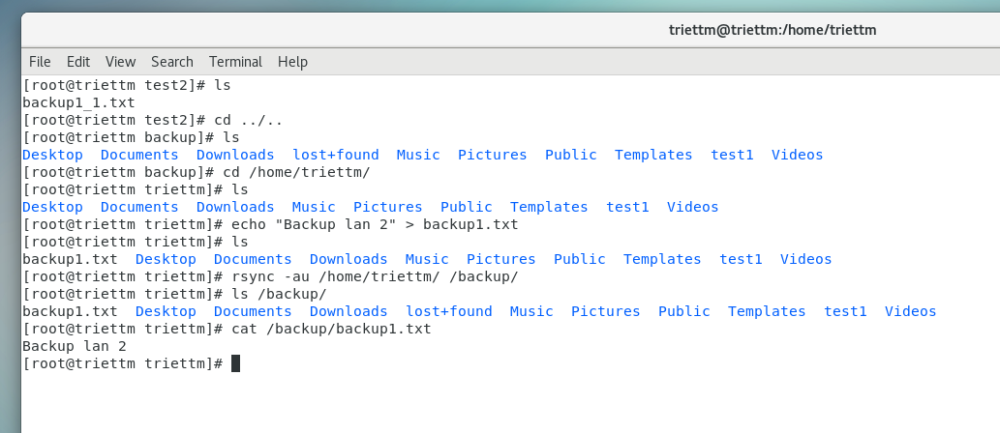 triettm@triettm:/home/triettm
File Edit View Search Terminal Help
[root@triettm test2]# ls
backup1_1.txt
[root@triettm test2]# cd ../..
[root@triettm backup]# ls
Desktop Documents Downloads lost+found Music Pictures Public Templates test1 Videos
[root@triettm backup]# cd /home/triettm/
[root@triettm triettm]# ls
Desktop Documents Downloads Music Pictures Public Templates test1 Videos
[root@triettm triettm]# echo "Backup lan 2" > backup1.txt
[root@triettm triettm]# ls
backup1.txt Desktop Documents Downloads Music Pictures Public Templates test1 Videos
[root@triettm triettm]# rsync -au /home/triettm/ /backup/
[root@triettm triettm]# ls /backup/
backup1.txt Desktop Documents Downloads lost+found Music Pictures Public Templates test1 Videos
[root@triettm triettm]# cat /backup/backup1.txt
Backup lan 2
[root@triettm triettm]#